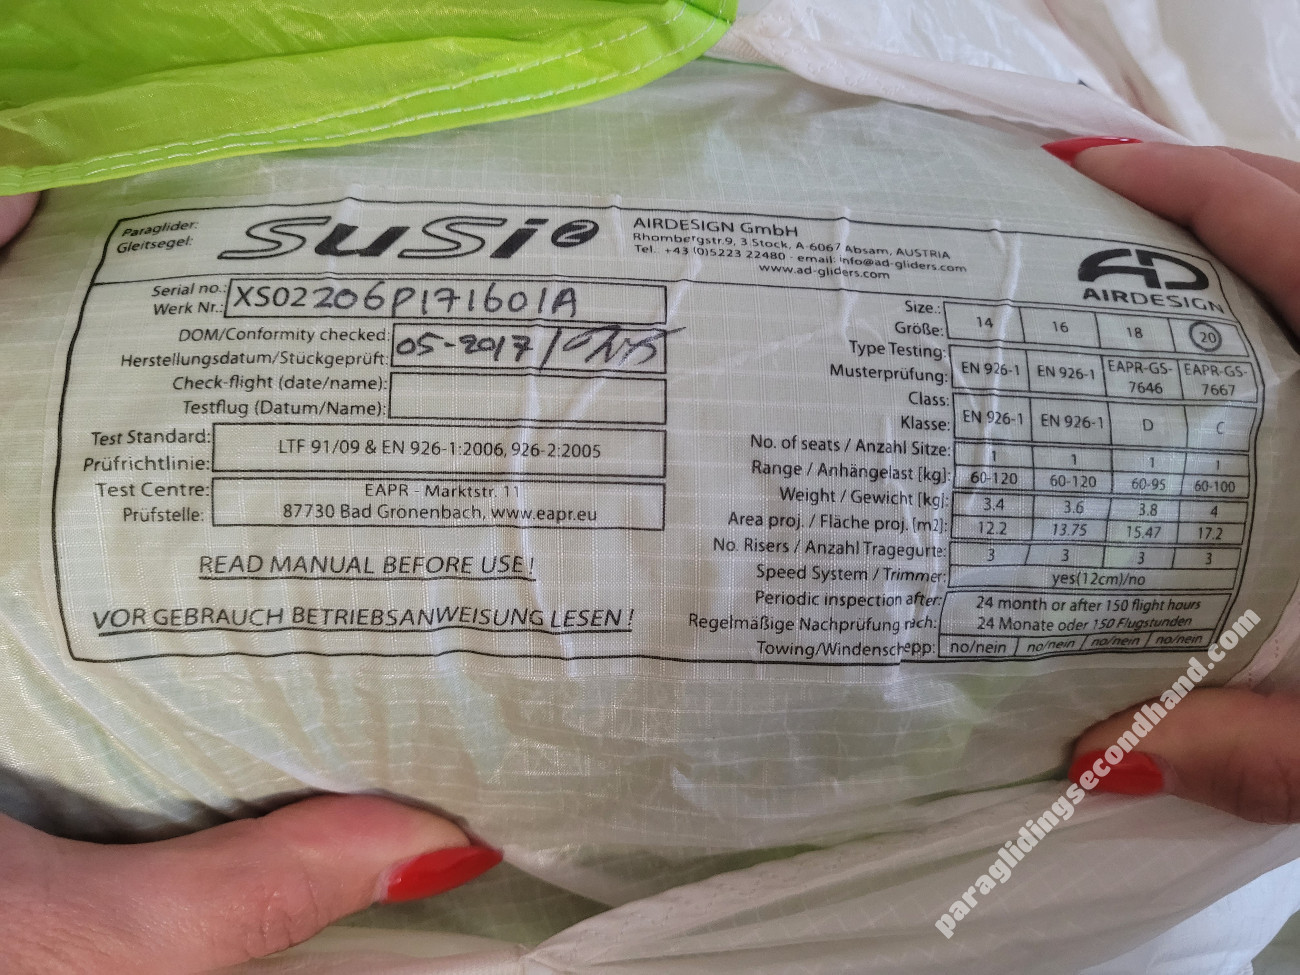 Paraglider:
Gleitsegel:
SuSi 2
AIRDESIGN GmbH
Rhombergstr.9, 3.Stock, A-6067 Absam, AUSTRIA
Tel. +43 (0)5223 22480 - email: info@ad-gliders.com
www.ad-gliders.com
AD
AIRDESIGN
Serial no.:
Werk Nr.:
XS02206P171601A
DOM/Conformity checked:
Herstellungsdatum/Stückgeprüft:
05-2017 /
Check-flight (date/name):
Testflug (Datum/Name):
Test Standard:
Prüfrichtlinie:
LTF 91/09 & EN 926-1:2006, 926-2:2005
Test Centre:
Prüfstelle:
EAPR - Marktstr. 11
87730 Bad Gronenbach, www.eapr.eu
READ MANUAL BEFORE USE!
VOR GEBRAUCH BETRIEBSANWEISUNG LESEN!
Size.:
Größe:
14 16 18 20
Type Testing:
Musterprüfung:
EN 926-1 EN 926-1 EAPR-GS-7646 EAPR-GS-7667
Class:
Klasse:
EN 926-1 EN 926-1 D C
No. of seats / Anzahl Sitze: 1 1 1 1
Range / Anhängelast [kg]: 60-120 60-120 60-95 60-100
Weight / Gewicht [kg]: 3.4 3.6 3.8 4
Area proj. / Fläche proj. [m2]: 12.2 13.75 15.47 17.2
No. Risers / Anzahl Tragegurte: 3 3 3 3
Speed System / Trimmer: yes(12cm)/no
Periodic inspection after: 24 month or after 150 flight hours
Regelmäßige Nachprüfung nach: 24 Monate oder 150 Flugstunden
Towing/Windenschlepp: no/nein no/nein no/nein no/nein
paraglidingsecondhand.com